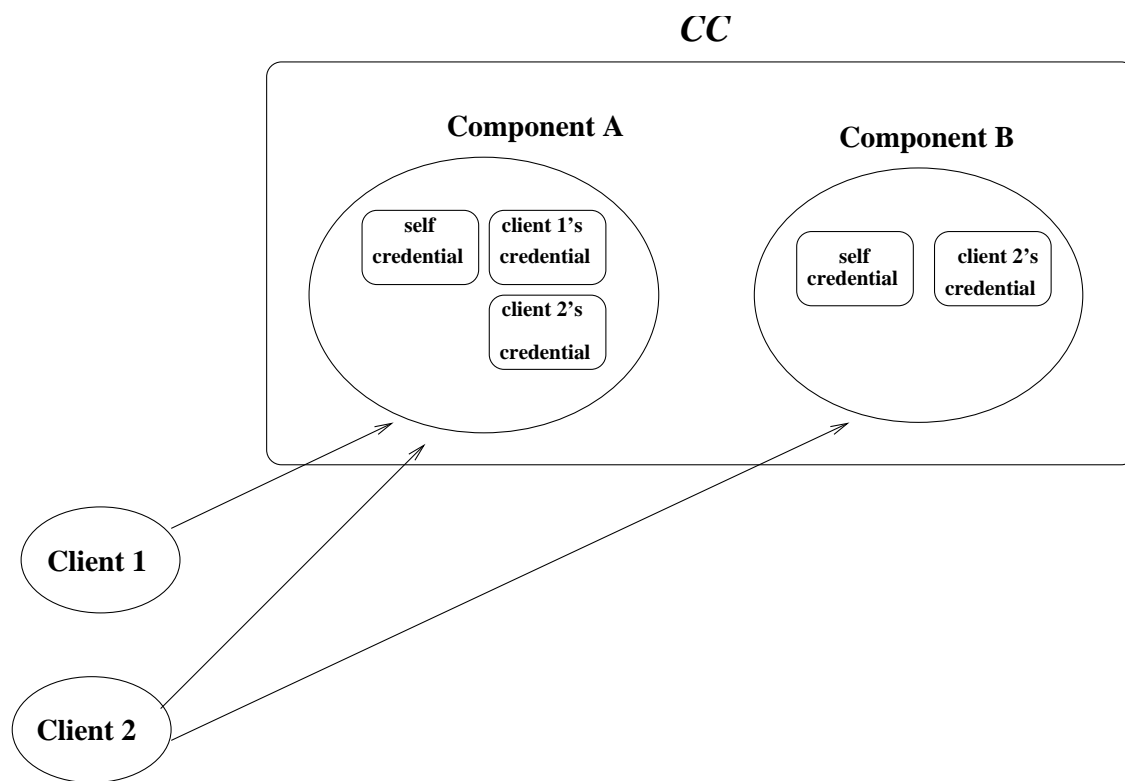 CC
Component A
Component B
self
credential
client 1's
credential
client 2's
credential
self
credential
client 2's
credential
Client 1
Client 2